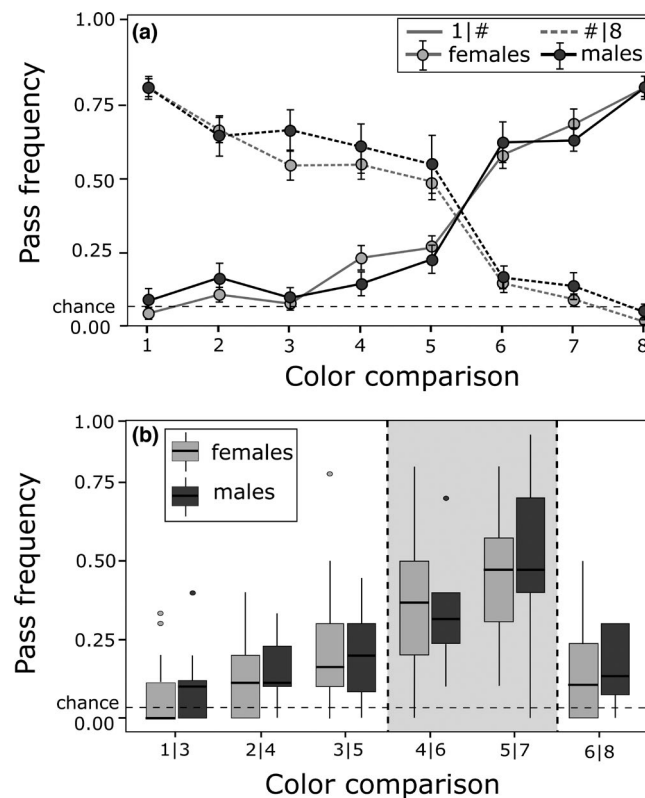 (a)
1|# #|8
females males
Pass frequency
1.00
0.75
0.50
0.25
chance
0.00
1 2 3 4 5 6 7 8
Color comparison
(b)
females
males
Pass frequency
1.00
0.75
0.50
0.25
chance
0.00
1|3 2|4 3|5 4|6 5|7 6|8
Color comparison